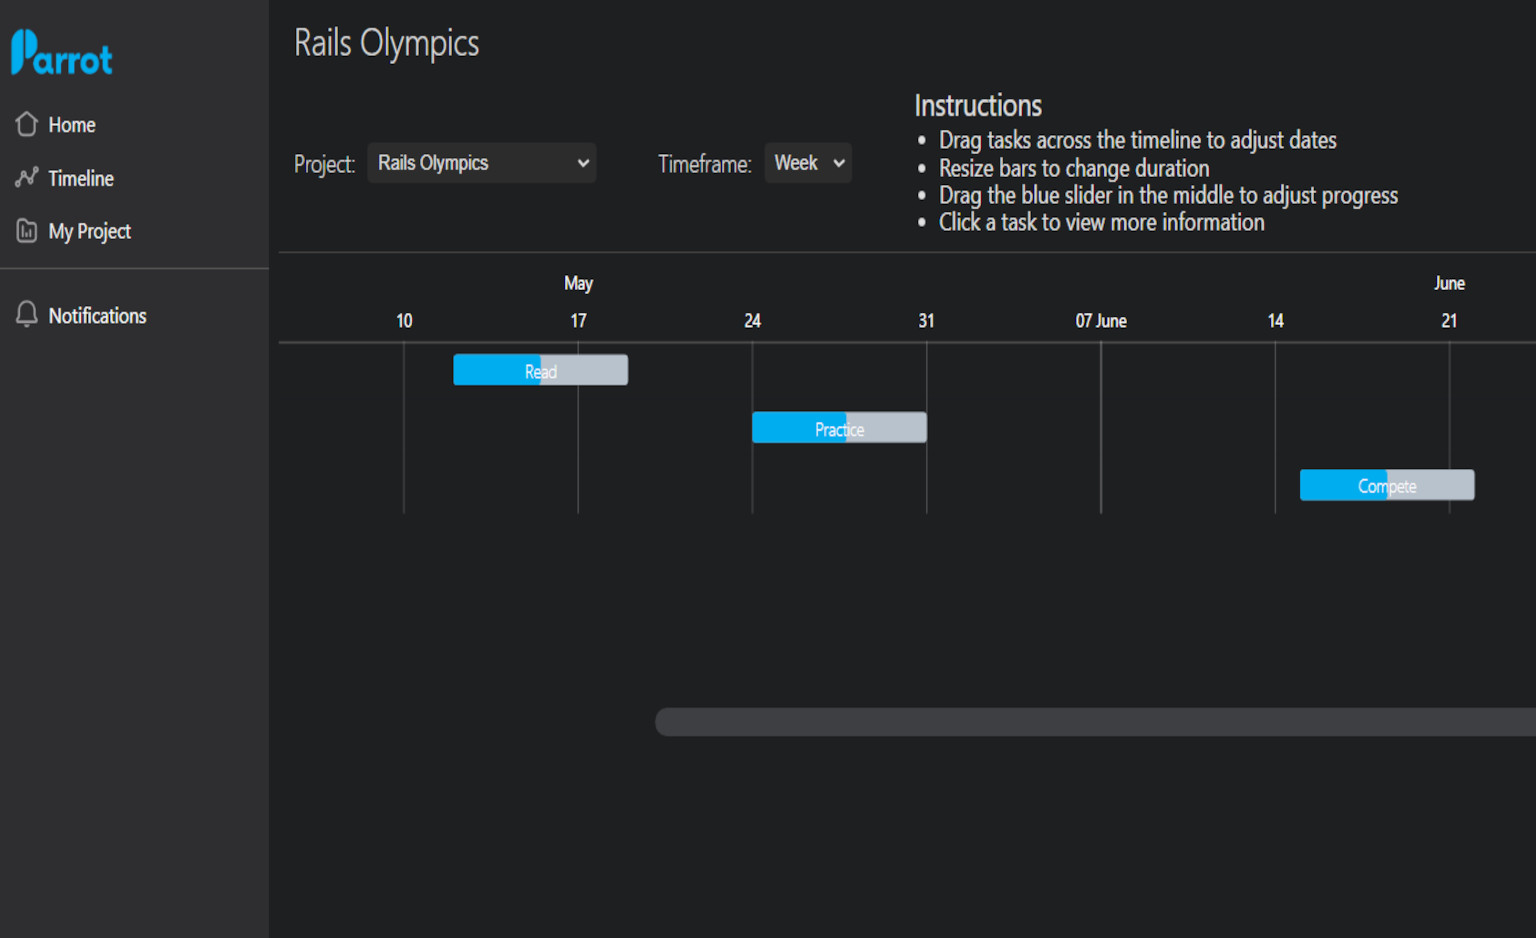 Parrot
Home
Timeline
My Project
Notifications
Rails Olympics
Project: Rails Olympics
Timeframe: Week
Instructions
• Drag tasks across the timeline to adjust dates
• Resize bars to change duration
• Drag the blue slider in the middle to adjust progress
• Click a task to view more information
May June
10 17 24 31 07 June 14 21
Read
Practice
Compete